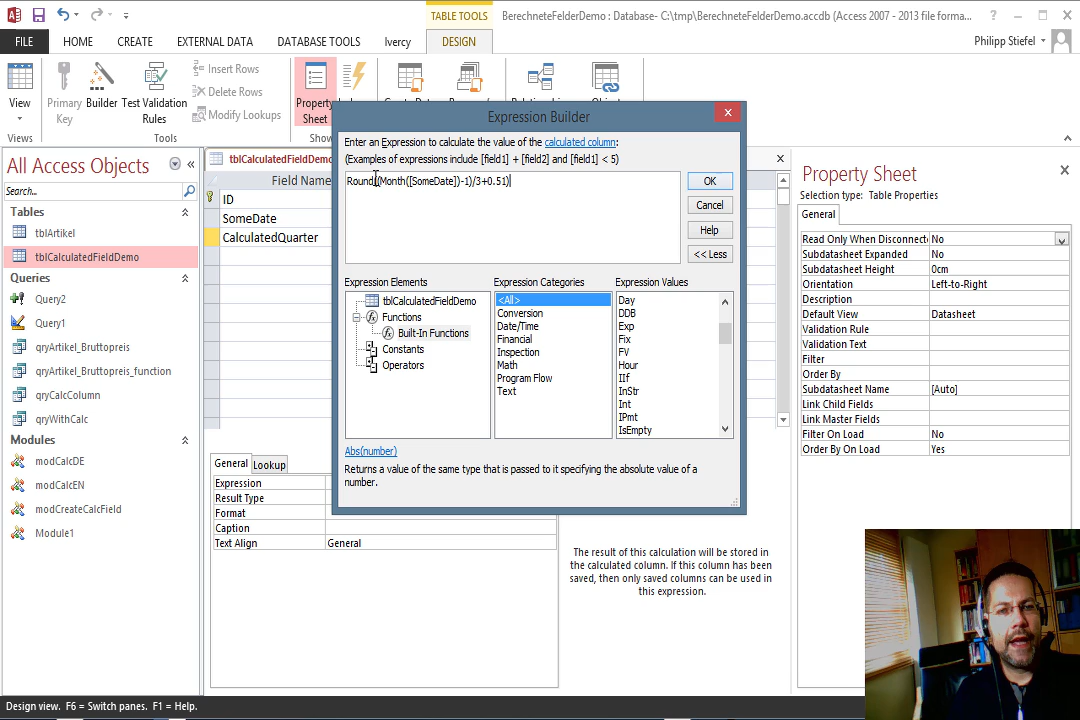 TABLE TOOLS
BerechneteFelderDemo : Database- C:\tmp\BerechneteFelderDemo.accdb (Access 2007 - 2013 file forma...
FILE
HOME
CREATE
EXTERNAL DATA
DATABASE TOOLS
Ivercy
DESIGN
Philipp Stiefel
View
Primary
Key
Builder
Test Validation
Rules
Insert Rows
Delete Rows
Modify Lookups
Property
Sheet
Views
Tools
All Access Objects
Search...
Tables
tblArtikel
tblCalculatedFieldDemo
Queries
Query2
Query1
qryArtikel_Bruttopreis
qryArtikel_Bruttopreis_function
qryCalcColumn
qryWithCalc
Modules
modCalcDE
modCalcEN
modCreateCalcField
Module1
tblCalculatedFieldDemo
Field Name
ID
SomeDate
CalculatedQuarter
General
Lookup
Expression
Result Type
Format
Caption
Text Align
General
The result of this calculation will be stored in
the calculated column. If this column has been
saved, then only saved columns can be used in
this expression.
Expression Builder
Enter an Expression to calculate the value of the calculated column:
(Examples of expressions include [field1] + [field2] and [field1] < 5)
Round((Month([SomeDate])-1)/3+0.51)
OK
Cancel
Help
<< Less
Expression Elements
tblCalculatedFieldDemo
Functions
Built-In Functions
Constants
Operators
Expression Categories
<All>
Conversion
Date/Time
Financial
Inspection
Math
Program Flow
Text
Expression Values
Day
DDB
Exp
Fix
FV
Hour
IIf
InStr
Int
IPmt
IsEmpty
Abs(number)
Returns a value of the same type that is passed to it specifying the absolute value of a
number.
Property Sheet
Selection type: Table Properties
General
Read Only When Disconnect No
Subdatasheet Expanded No
Subdatasheet Height 0cm
Orientation Left-to-Right
Description
Default View Datasheet
Validation Rule
Validation Text
Filter
Order By
Subdatasheet Name [Auto]
Link Child Fields
Link Master Fields
Filter On Load No
Order By On Load Yes
Design view. F6 = Switch panes. F1 = Help.